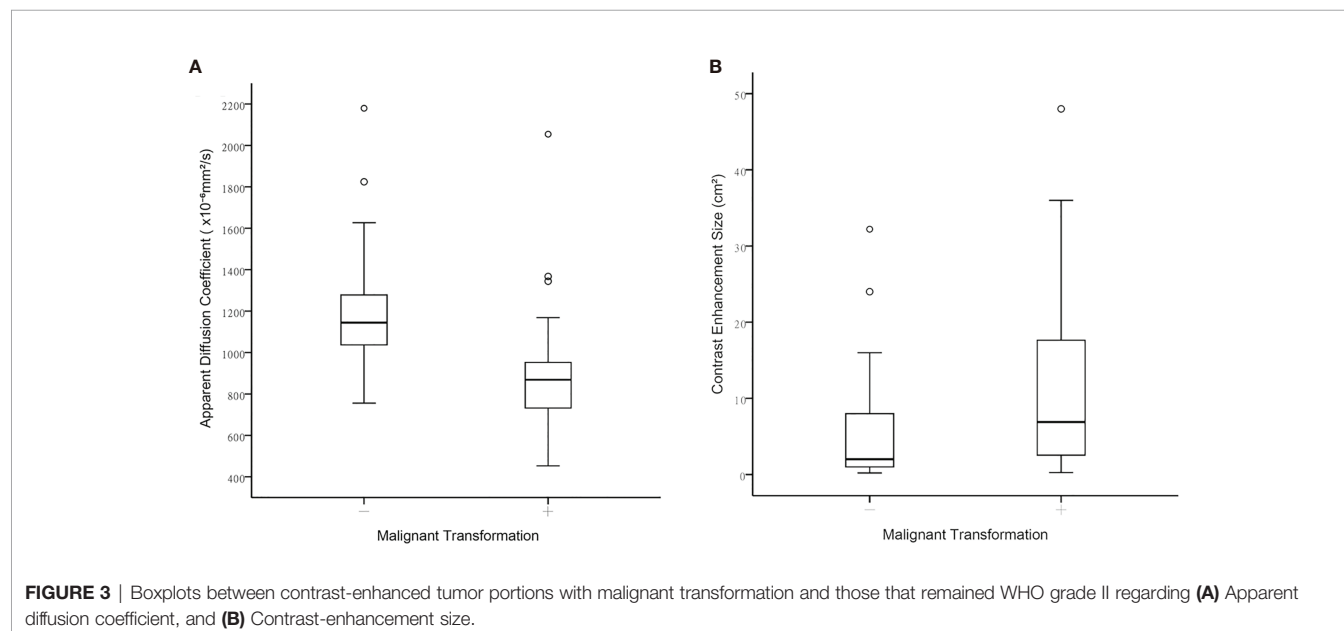 A
2200
2000
1800
1600
1400
1200
1000
800
600
400
Apparent Diffusion Coefficient ( x10⁻⁶mm²/s)
−
+
Malignant Transformation
B
50
40
30
20
10
0
Contrast Enhancement Size (cm²)
−
+
Malignant Transformation
FIGURE 3 | Boxplots between contrast-enhanced tumor portions with malignant transformation and those that remained WHO grade II regarding (A) Apparent
diffusion coefficient, and (B) Contrast-enhancement size.